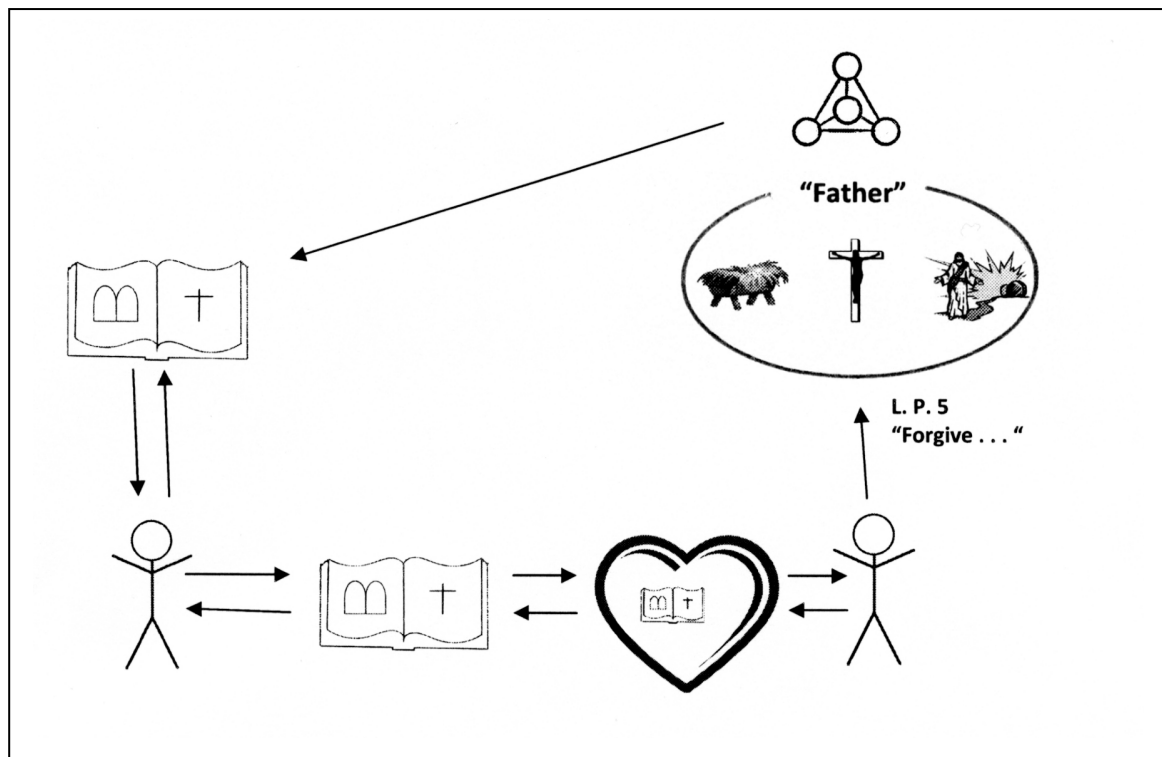 “Father”
L. P. 5
“Forgive . . . “